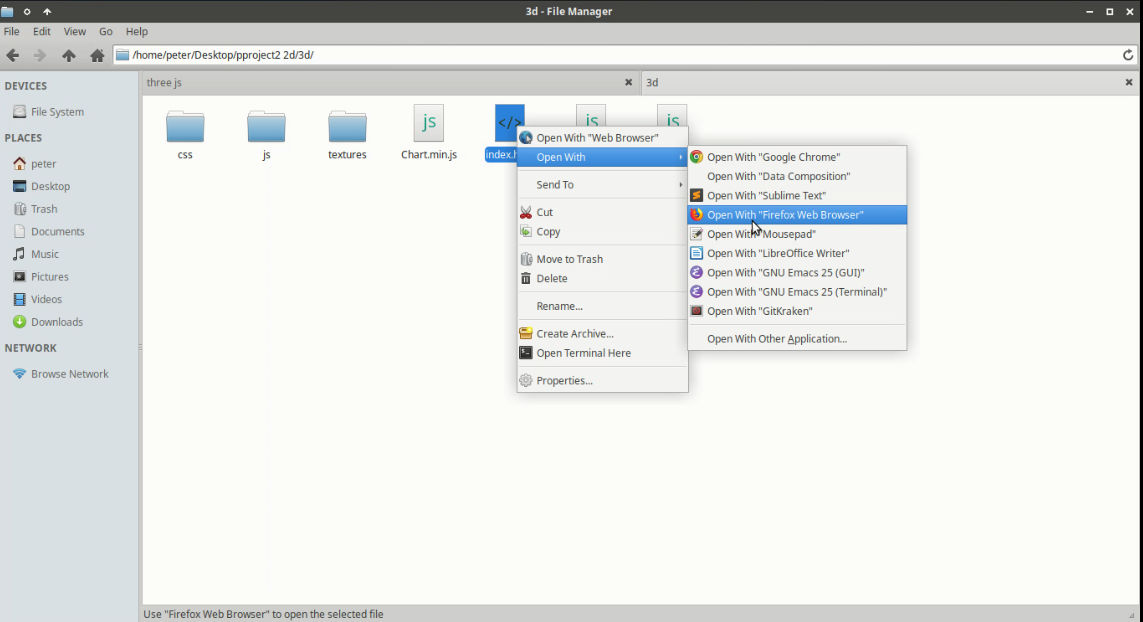 3d - File Manager
File Edit View Go Help
/home/peter/Desktop/pproject2 2d/3d/
DEVICES
File System
PLACES
peter
Desktop
Trash
Documents
Music
Pictures
Videos
Downloads
NETWORK
Browse Network
three js
3d
js
</>
js
js
css
js
textures
Chart.min.js
Open With "Web Browser"
Open With
Send To
Cut
Copy
Move to Trash
Delete
Rename...
Create Archive...
Open Terminal Here
Properties...
Open With "Google Chrome"
Open With "Data Composition"
Open With "Sublime Text"
Open With "Firefox Web Browser"
Open With "Mousepad"
Open With "LibreOffice Writer"
Open With "GNU Emacs 25 (GUI)"
Open With "GNU Emacs 25 (Terminal)"
Open With "GitKraken"
Open With Other Application...
Use "Firefox Web Browser" to open the selected file